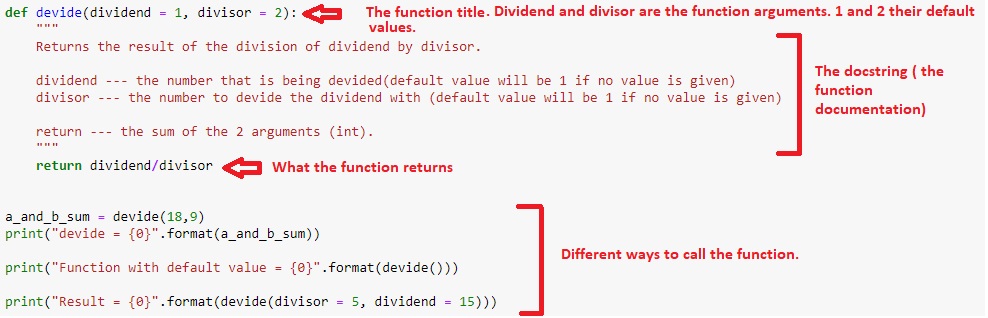 def devide(dividend = 1, divisor = 2):
The function title. Dividend and divisor are the function arguments. 1 and 2 their default
values.
"""
Returns the result of the division of dividend by divisor.
dividend --- the number that is being devided(default value will be 1 if no value is given)
divisor --- the number to devide the dividend with (default value will be 1 if no value is given)
return --- the sum of the 2 arguments (int).
"""
The docstring ( the
function
documentation)
return dividend/divisor
What the function returns
a_and_b_sum = devide(18,9)
print("devide = {0}".format(a_and_b_sum))
print("Function with default value = {0}".format(devide()))
print("Result = {0}".format(devide(divisor = 5, dividend = 15)))
Different ways to call the function.